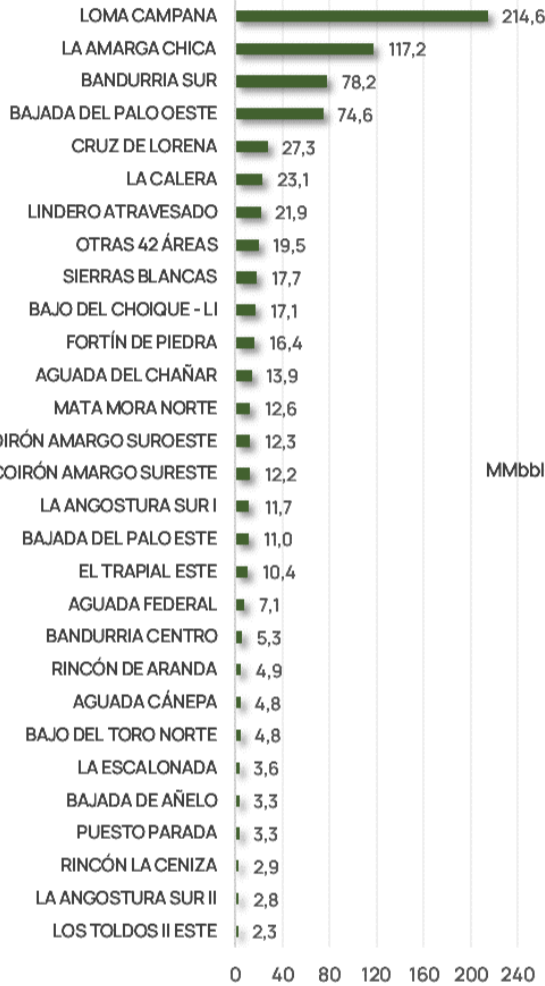 LOMA CAMPANA 214,6
LA AMARGA CHICA 117,2
BANDURRIA SUR 78,2
BAJADA DEL PALO OESTE 74,6
CRUZ DE LORENA 27,3
LA CALERA 23,1
LINDERO ATRAVESADO 21,9
OTRAS 42 ÁREAS 19,5
SIERRAS BLANCAS 17,7
BAJO DEL CHOIQUE - LI 17,1
FORTÍN DE PIEDRA 16,4
AGUADA DEL CHAÑAR 13,9
MATA MORA NORTE 12,6
OIRÓN AMARGO SUROESTE 12,3
COIRÓN AMARGO SURESTE 12,2
MMbbl
LA ANGOSTURA SUR I 11,7
BAJADA DEL PALO ESTE 11,0
EL TRAPIAL ESTE 10,4
AGUADA FEDERAL 7,1
BANDURRIA CENTRO 5,3
RINCÓN DE ARANDA 4,9
AGUADA CÁNEPA 4,8
BAJO DEL TORO NORTE 4,8
LA ESCALONADA 3,6
BAJADA DE AÑELO 3,3
PUESTO PARADA 3,3
RINCÓN LA CENIZA 2,9
LA ANGOSTURA SUR II 2,8
LOS TOLDOS II ESTE 2,3
0 40 80 120 160 200 240